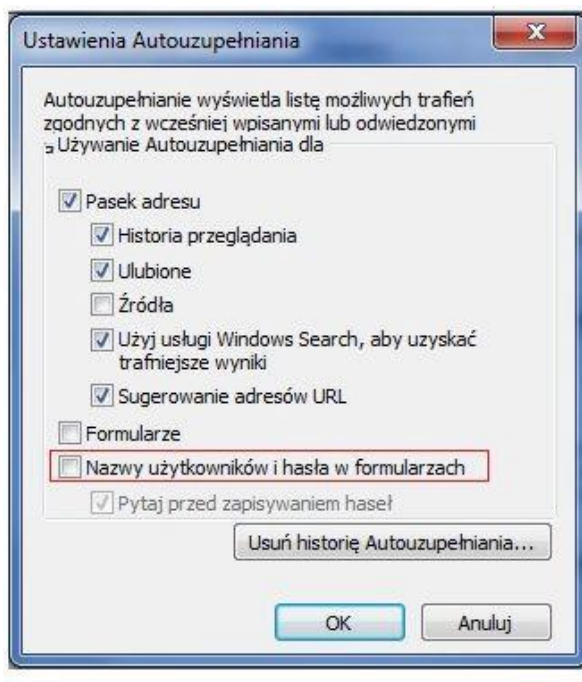 Ustawienia Autouzupełniania
Autouzupełnianie wyświetla listę możliwych trafień
zgodnych z wcześniej wpisanymi lub odwiedzonymi
Używanie Autouzupełniania dla
Pasek adresu
Historia przeglądania
Ulubione
Źródła
Użyj usługi Windows Search, aby uzyskać
trafniejsze wyniki
Sugerowanie adresów URL
Formularze
Nazwy użytkowników i hasła w formularzach
Pytaj przed zapisywaniem haseł
Usuń historię Autouzupełniania...
OK
Anuluj